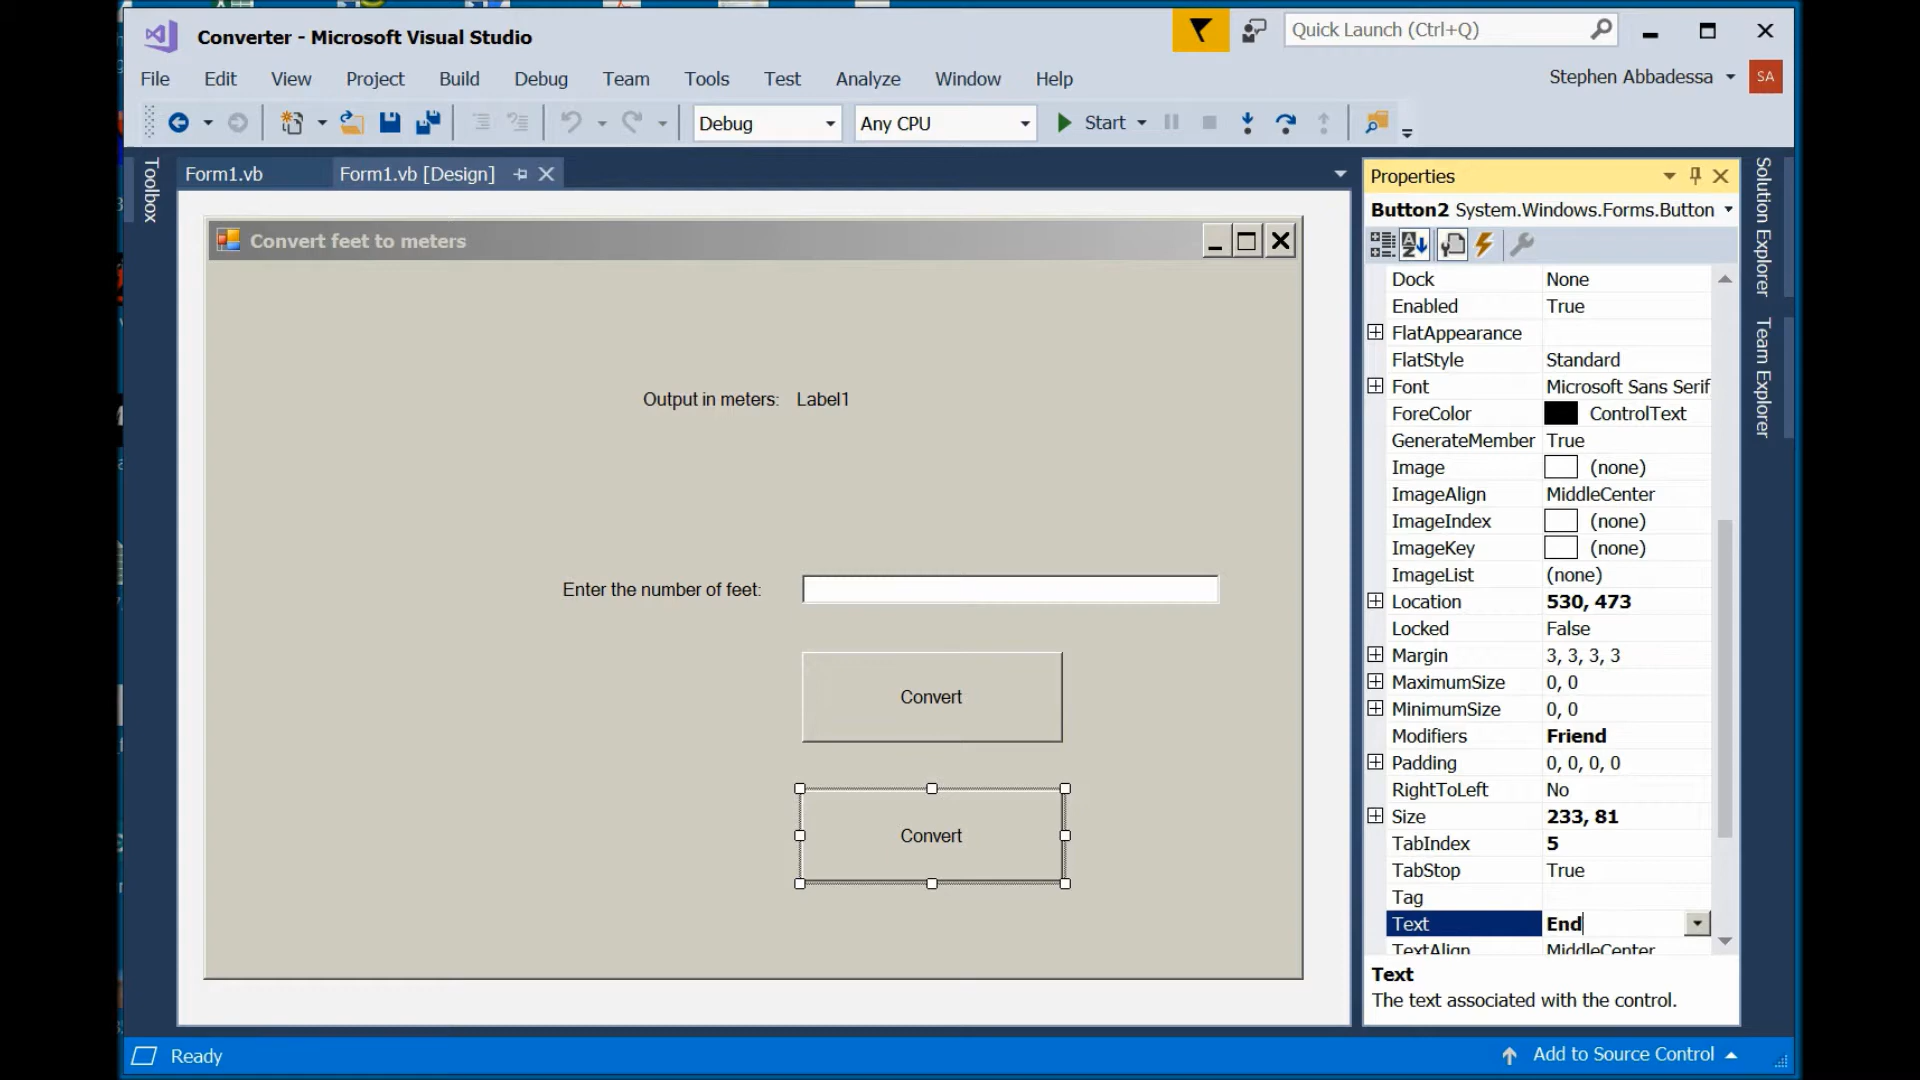 Converter - Microsoft Visual Studio
Quick Launch (Ctrl+Q)
File Edit View Project Build Debug Team Tools Test Analyze Window Help
Stephen Abbadessa SA
Debug Any CPU Start
Toolbox
Form1.vb Form1.vb [Design]
Convert feet to meters
Output in meters: Label1
Enter the number of feet:
Convert
Convert
Properties
Button2 System.Windows.Forms.Button
Dock None
Enabled True
FlatAppearance
FlatStyle Standard
Font Microsoft Sans Serif
ForeColor ControlText
GenerateMember True
Image (none)
ImageAlign MiddleCenter
ImageIndex (none)
ImageKey (none)
ImageList (none)
Location 530, 473
Locked False
Margin 3, 3, 3, 3
MaximumSize 0, 0
MinimumSize 0, 0
Modifiers Friend
Padding 0, 0, 0, 0
RightToLeft No
Size 233, 81
TabIndex 5
TabStop True
Tag
Text End
TextAlign MiddleCenter
Text
The text associated with the control.
Solution Explorer
Team Explorer
Ready
Add to Source Control